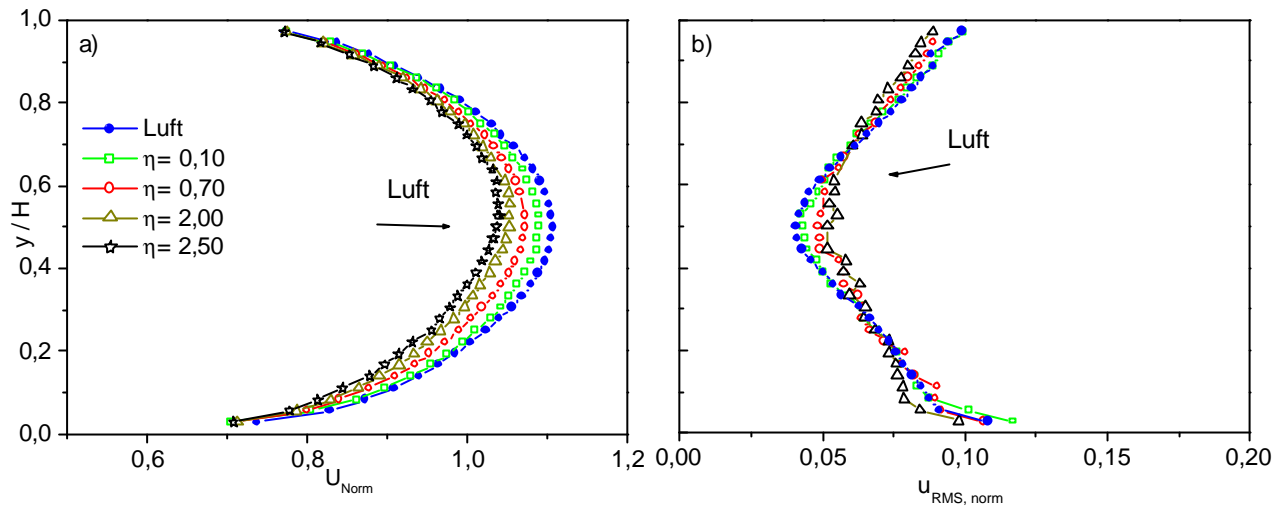 a)
1,0
0,8
0,6
0,4
0,2
0,0
y / H
Luft
η = 0,10
η = 0,70
η = 2,00
η = 2,50
Luft
0,6
0,8
1,0
1,2
U Norm
b)
Luft
0,00
0,05
0,10
0,15
0,20
u RMS, norm